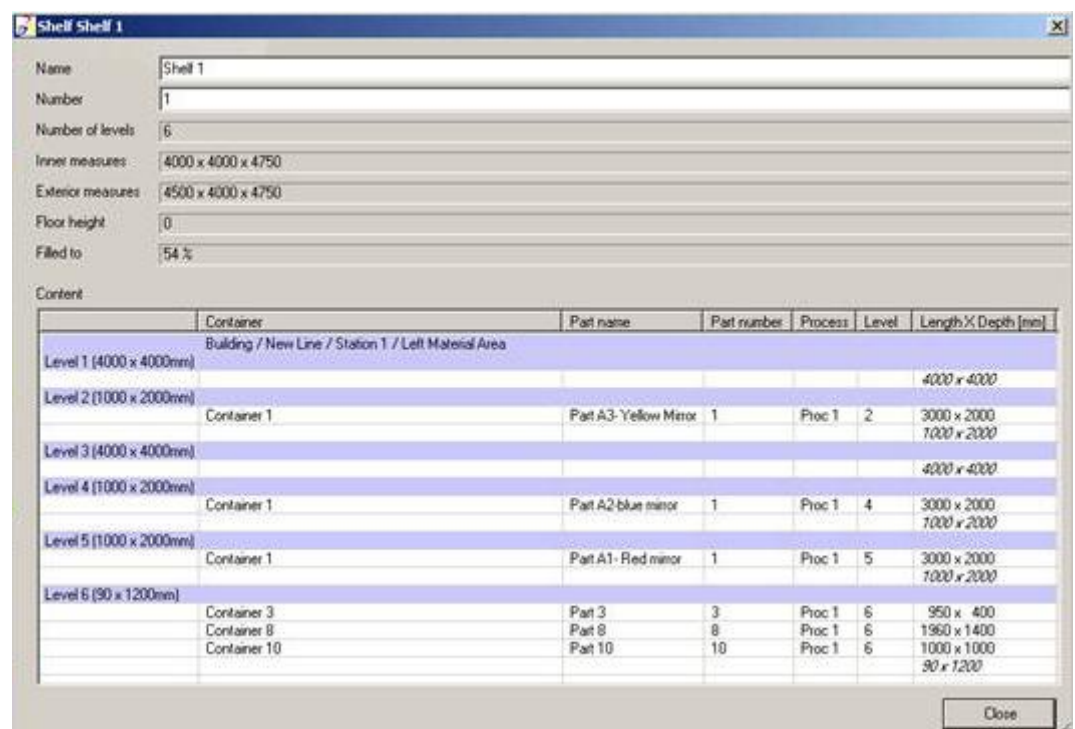 Shelf Shelf 1
Name Shelf 1
Number 1
Number of levels 6
Inner measures 4000 x 4000 x 4750
Exterior measures 4500 x 4000 x 4750
Floor height 0
Filled to 54 %
Content
Container Part name Part number Process Level Length X Depth [mm]
Building / New Line / Station 1 / Left Material Area
Level 1 (4000 x 4000mm)
4000 x 4000
Level 2 (1000 x 2000mm)
Container 1 Part A3- Yellow Mirror 1 Proc 1 2 3000 x 2000
1000 x 2000
Level 3 (4000 x 4000mm)
4000 x 4000
Level 4 (1000 x 2000mm)
Container 1 Part A2-blue mirror 1 Proc 1 4 3000 x 2000
1000 x 2000
Level 5 (1000 x 2000mm)
Container 1 Part A1- Red mirror 1 Proc 1 5 3000 x 2000
1000 x 2000
Level 6 (90 x 1200mm)
Container 3 Part 3 3 Proc 1 6 950 x 400
Container 8 Part 8 8 Proc 1 6 1960 x 1400
Container 10 Part 10 10 Proc 1 6 1000 x 1000
90 x 1200
Close